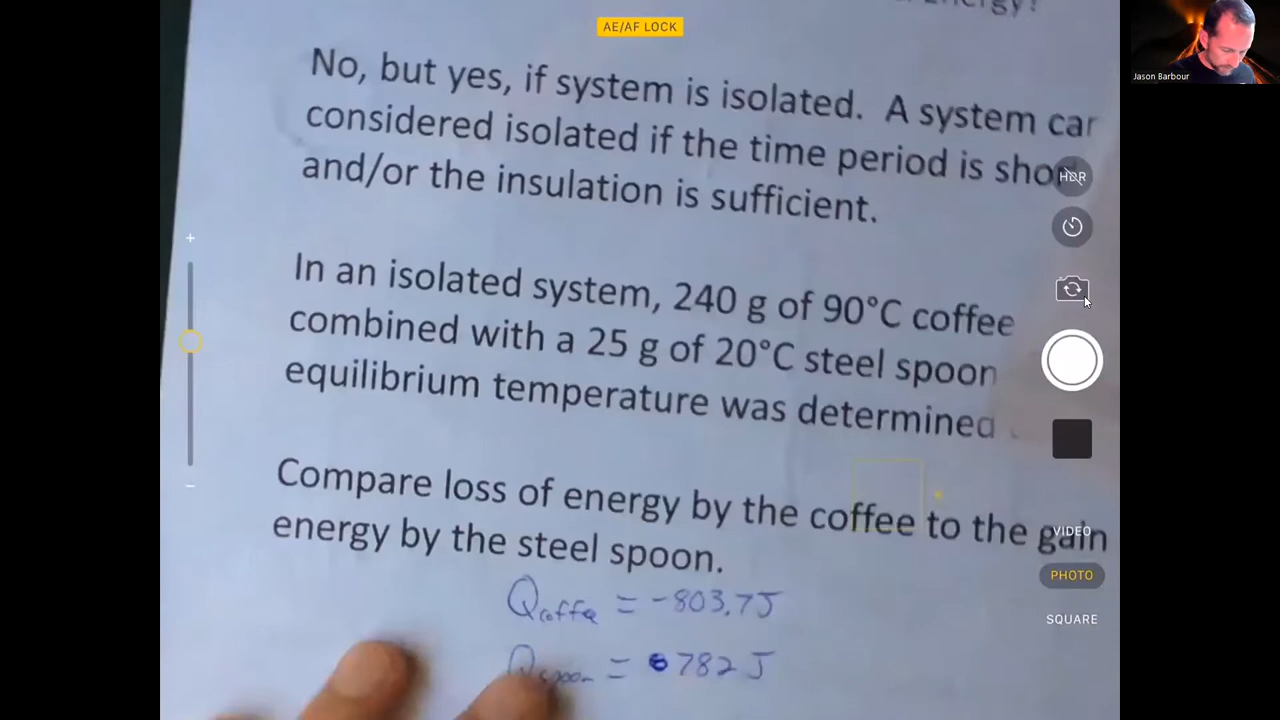 AE/AF LOCK
Jason Barbour
No, but yes, if system is isolated. A system car
considered isolated if the time period is shor
and/or the insulation is sufficient.
HDR
In an isolated system, 240 g of 90°C coffee
combined with a 25 g of 20°C steel spoon
equilibrium temperature was determined
Compare loss of energy by the coffee to the gain
energy by the steel spoon.
VIDEO
PHOTO
SQUARE
Qcoffee = -803.7J
Qspoon = 782 J